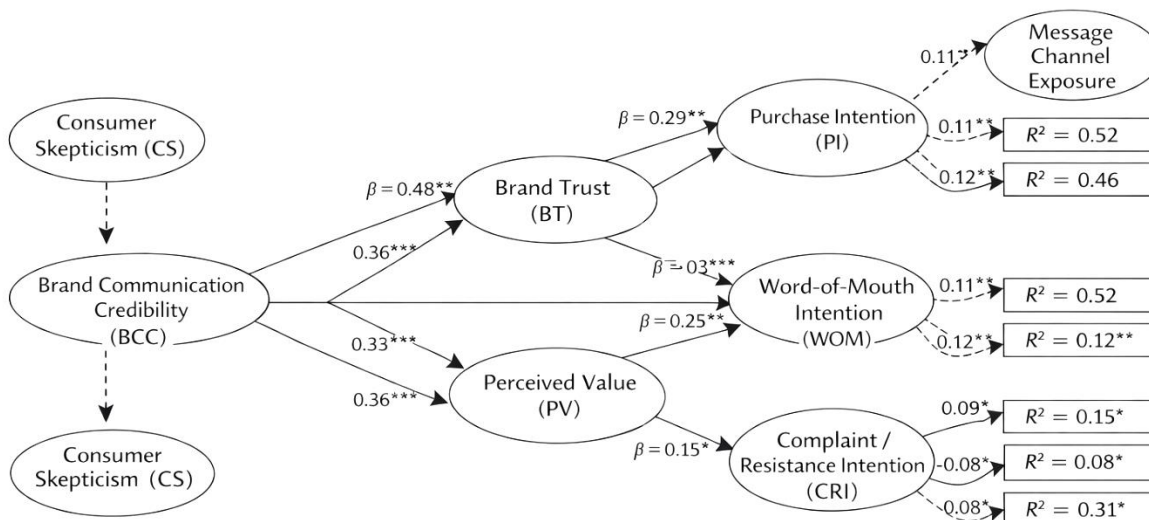 Consumer
Skepticism (CS)
Brand Communication
Credibility
(BCC)
Consumer
Skepticism (CS)
β = 0.48**
0.36***
0.33***
0.36***
Brand Trust
(BT)
Perceived Value
(PV)
β = 0.29**
β = 03***
β = 0.25**
β = 0.15*
Purchase Intention
(PI)
Word-of-Mouth
Intention
(WOM)
Complaint /
Resistance Intention
(CRI)
Message
Channel
Exposure
0.11*
0.11**
R² = 0.52
0.12**
R² = 0.46
0.11**
R² = 0.52
0.12**
R² = 0.12**
0.09*
R² = 0.15*
-0.08*
R² = 0.08*
0.08*
R² = 0.31*